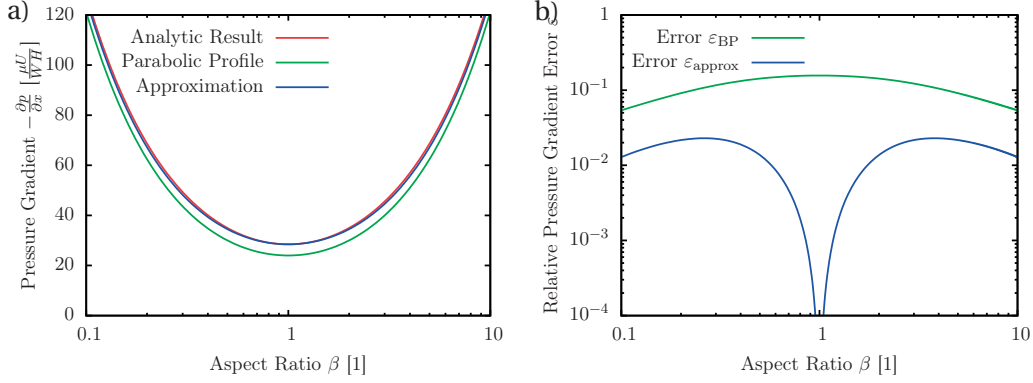 a)
Pressure Gradient −∂p/∂x [μU/WH]
120
100
80
60
40
20
0
Analytic Result
Parabolic Profile
Approximation
0.1
1
10
Aspect Ratio β [1]
b)
Relative Pressure Gradient Error ε
1
10⁻¹
10⁻²
10⁻³
10⁻⁴
Error ε_BP
Error ε_approx
0.1
1
10
Aspect Ratio β [1]